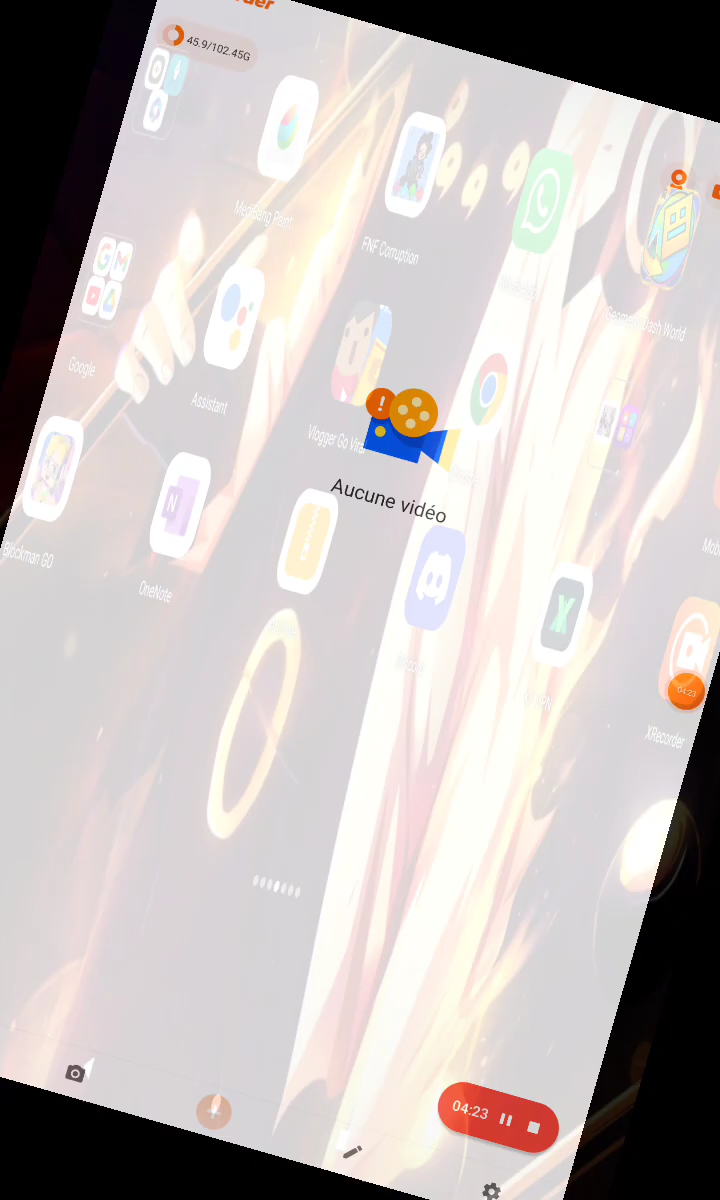 45.9/102.45G
MediBang Paint
FNF Corruption
Geometry Dash World
Google
Assistant
Vlogger Go Viral
Aucune vidéo
Blockman GO
OneNote
XRecorder
04:23
04:23